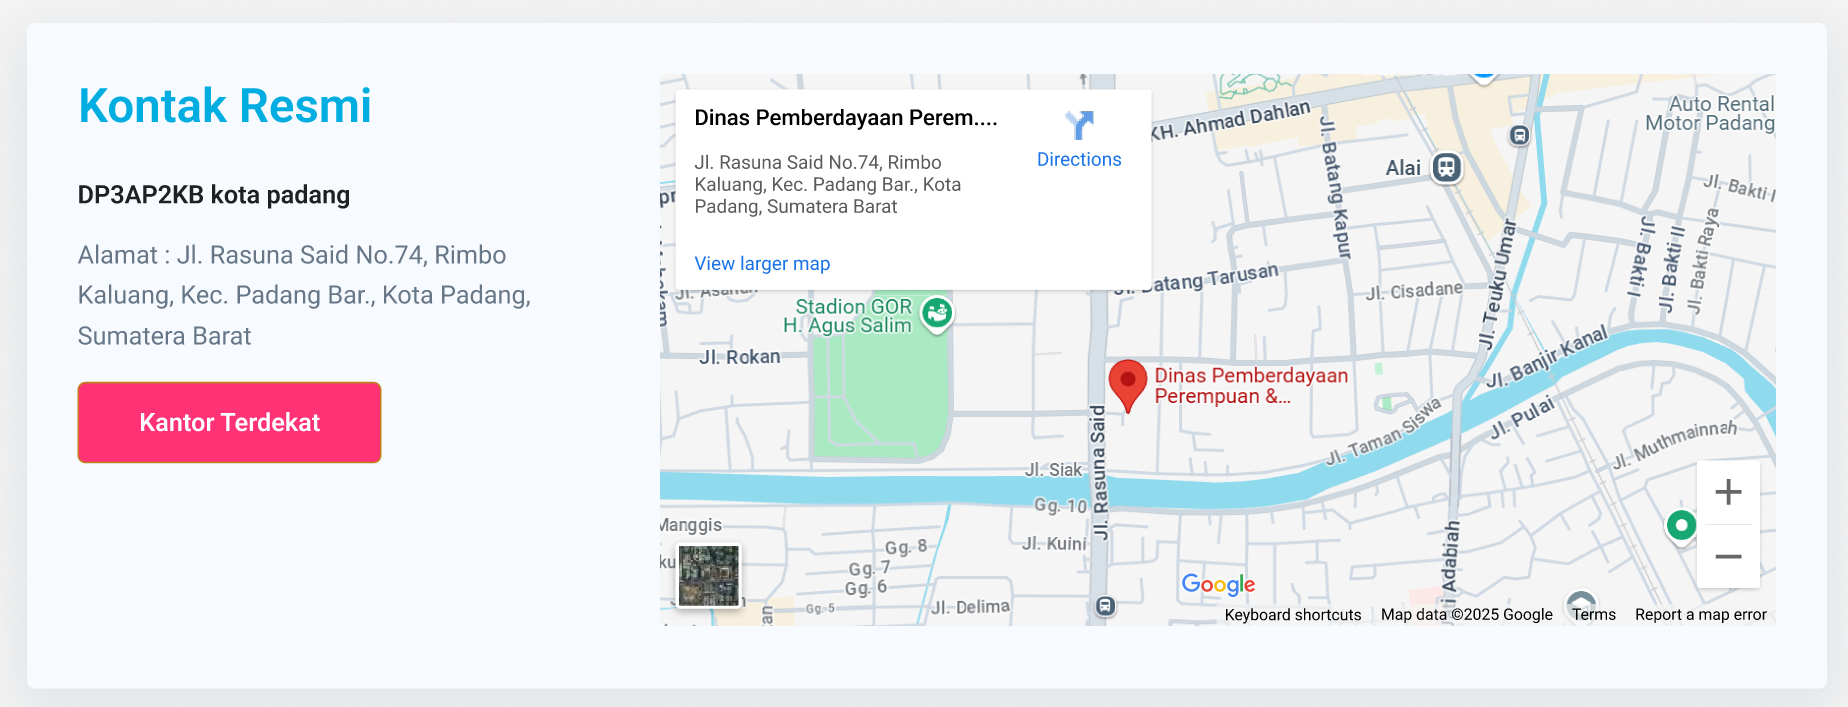 Kontak Resmi
DP3AP2KB kota padang
Alamat : Jl. Rasuna Said No.74, Rimbo
Kaluang, Kec. Padang Bar., Kota Padang,
Sumatera Barat
Kantor Terdekat
Dinas Pemberdayaan Perem....
Jl. Rasuna Said No.74, Rimbo
Kaluang, Kec. Padang Bar., Kota
Padang, Sumatera Barat
Directions
View larger map
KH. Ahmad Dahlan
Auto Rental
Motor Padang
Alai
Jl. Batang Kapur
Jl. Bakti I
Jl. Bakti II
Jl. Bakti Raya
Jl. Bakti I
Jl. Teuku Umar
Jl. Batang Tarusan
Jl. Cisadane
Stadion GOR
H. Agus Salim
Jl. Rokan
Dinas Pemberdayaan
Perempuan &...
Jl. Banjir Kanal
Jl. Pulai
Jl. Taman Siswa
Jl. Muthmainnah
Jl. Rasuna Said
Jl. Siak
Gg. 10
Manggis
Gg. 8
Jl. Kuini
Gg. 7
Gg. 6
Gg. 5
Jl. Delima
Adabiah
Google
Keyboard shortcuts
Map data ©2025 Google
Terms
Report a map error